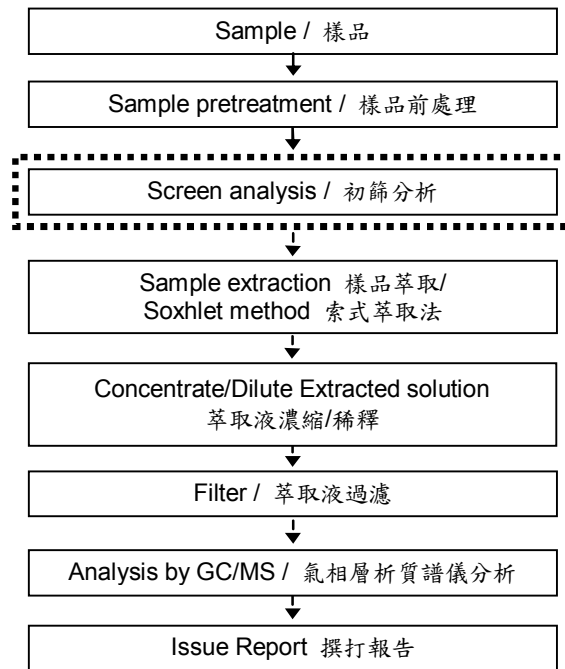 Sample / 樣品
Sample pretreatment / 樣品前處理
Screen analysis / 初篩分析
Sample extraction 樣品萃取/
Soxhlet method 索式萃取法
Concentrate/Dilute Extracted solution
萃取液濃縮/稀釋
Filter / 萃取液過濾
Analysis by GC/MS / 氣相層析質譜儀分析
Issue Report 撰打報告